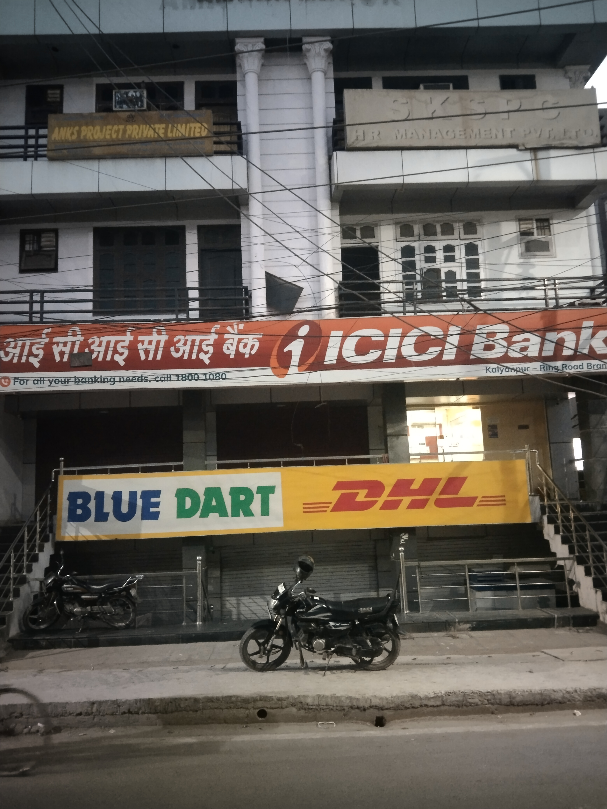 ANKS PROJECT PRIVATE LIMITED
S K S P C
H.R. MANAGEMENT PVT. LTD.
आई सी आई सी आई बैंक
i ICICI Bank
For all your banking needs, call 1800 1080
Kalyanpur - Ring Road Bran
BLUE DART
DHL